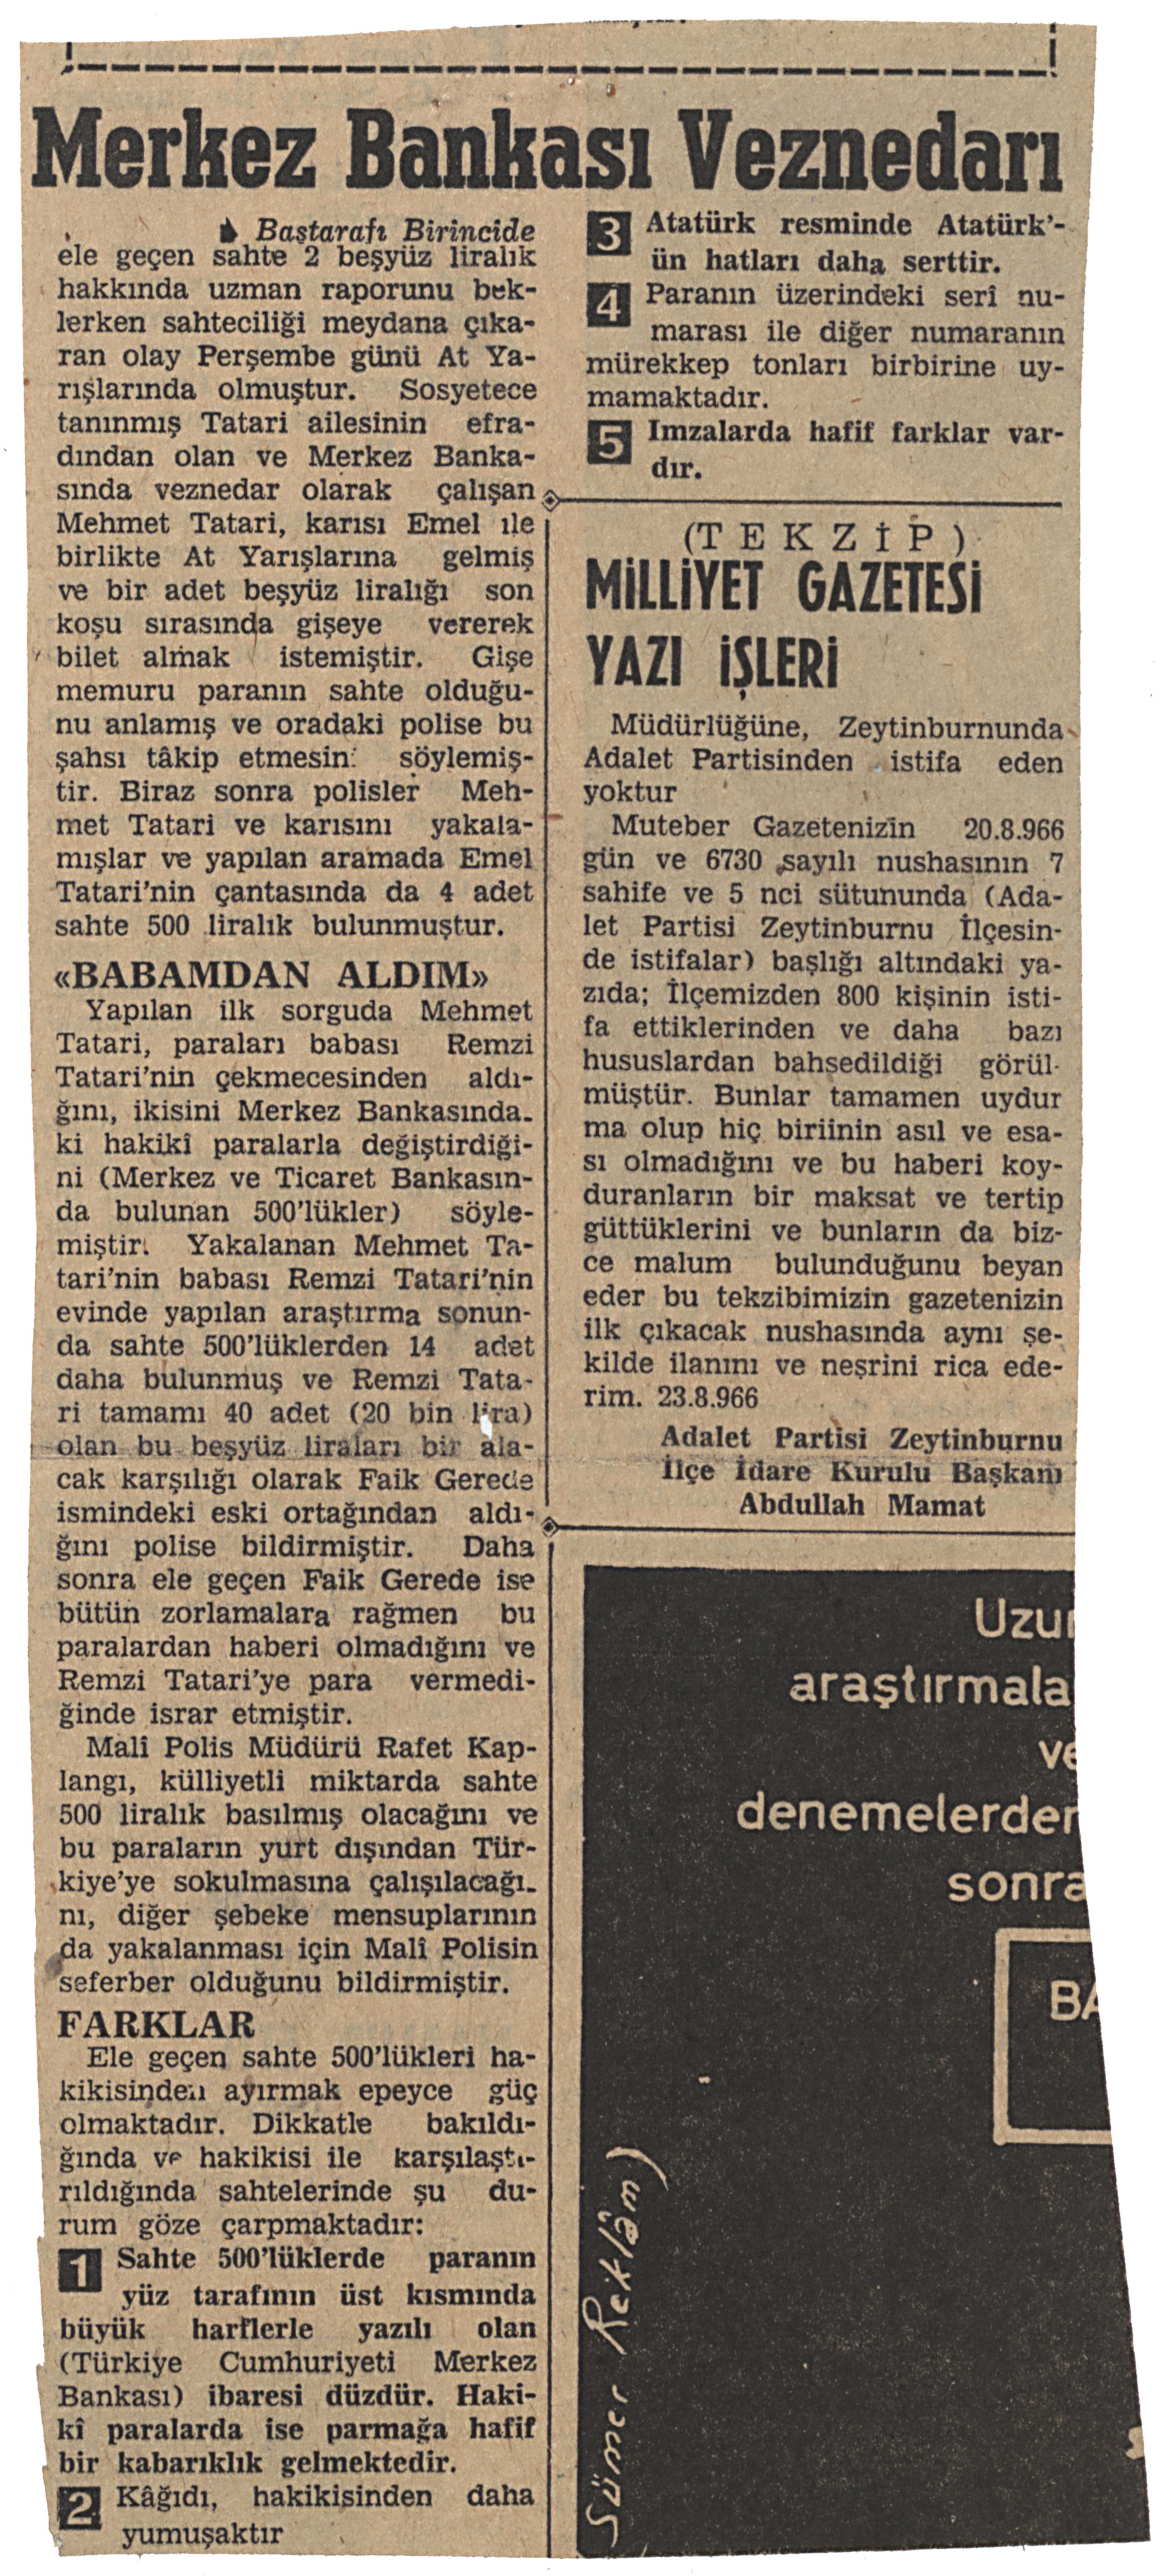 Merkez Bankası Veznedarı
Baştarafı Birincide
ele geçen sahte 2 beşyüz liralık
hakkında uzman raporunu bek-
lerken sahteciliği meydana çıka-
ran olay Perşembe günü At Ya-
rışlarında olmuştur. Sosyetece
tanınmış Tatari ailesinin efra-
dından olan ve Merkez Banka-
sında veznedar olarak çalışan
Mehmet Tatari, karısı Emel ile
birlikte At Yarışlarına gelmiş
ve bir adet beşyüz liralığı son
koşu sırasında gişeye vererek
bilet almak istemiştir. Gişe
memuru paranın sahte olduğu-
nu anlamış ve oradaki polise bu
şahsı tâkip etmesini söylemiş-
tir. Biraz sonra polisler Meh-
met Tatari ve karısını yakala-
mışlar ve yapılan aramada Emel
Tatari'nin çantasında da 4 adet
sahte 500 liralık bulunmuştur.
«BABAMDAN ALDIM»
Yapılan ilk sorguda Mehmet
Tatari, paraları babası Remzi
Tatari'nin çekmecesinden aldı-
ğını, ikisini Merkez Bankasında-
ki hakikî paralarla değiştirdiği-
ni (Merkez ve Ticaret Bankasın-
da bulunan 500'lükler) söyle-
miştir. Yakalanan Mehmet Ta-
tari'nin babası Remzi Tatari'nin
evinde yapılan araştırma sonun-
da sahte 500'lüklerden 14 adet
daha bulunmuş ve Remzi Tata-
ri tamamı 40 adet (20 bin lira)
olan bu beşyüz liraları bir ala-
cak karşılığı olarak Faik Gerede
ismindeki eski ortağından aldı-
ğını polise bildirmiştir. Daha
sonra ele geçen Faik Gerede ise
bütün zorlamalara rağmen bu
paralardan haberi olmadığını ve
Remzi Tatari'ye para vermedi-
ğinde israr etmiştir.
Malî Polis Müdürü Rafet Kap-
langı, külliyetli miktarda sahte
500 liralık basılmış olacağını ve
bu paraların yurt dışından Tür-
kiye'ye sokulmasına çalışılacağı-
nı, diğer şebeke mensuplarının
da yakalanması için Malî Polisin
seferber olduğunu bildirmiştir.
FARKLAR
Ele geçen sahte 500'lükleri ha-
kikisinden ayırmak epeyce güç
olmaktadır. Dikkatle bakıldı-
ğında ve hakikisi ile karşılaştı-
rıldığında sahtelerinde şu du-
rum göze çarpmaktadır:
1 Sahte 500'lüklerde paranın
yüz tarafının üst kısmında
büyük harflerle yazılı olan
(Türkiye Cumhuriyeti Merkez
Bankası) ibaresi düzdür. Haki-
kî paralarda ise parmağa hafif
bir kabarıklık gelmektedir.
2 Kâğıdı, hakikisinden daha
yumuşaktır
3 Atatürk resminde Atatürk'-
ün hatları daha serttir.
4 Paranın üzerindeki serî nu-
marası ile diğer numaranın
mürekkep tonları birbirine uy-
mamaktadır.
5 Imzalarda hafif farklar var-
dır.
(TEKZİP)
MİLLİYET GAZETESİ
YAZI İŞLERİ
Müdürlüğüne, Zeytinburnunda
Adalet Partisinden istifa eden
yoktur
Muteber Gazetenizin 20.8.966
gün ve 6730 sayılı nushasının 7
sahife ve 5 nci sütununda (Ada-
let Partisi Zeytinburnu İlçesin-
de istifalar) başlığı altındaki ya-
zıda; İlçemizden 800 kişinin isti-
fa ettiklerinden ve daha bazı
hususlardan bahsedildiği görül-
müştür. Bunlar tamamen uydur
ma olup hiç biriinin asıl ve esa-
sı olmadığını ve bu haberi koy-
duranların bir maksat ve tertip
güttüklerini ve bunların da biz-
ce malum bulunduğunu beyan
eder bu tekzibimizin gazetenizin
ilk çıkacak nushasında aynı şe-
kilde ilanını ve neşrini rica ede-
rim. 23.8.966
Adalet Partisi Zeytinburnu
İlçe İdare Kurulu Başkanı
Abdullah Mamat
Uzu
araştırmala
ve
denemelerden
sonra
BA
Sümer Reklâm)